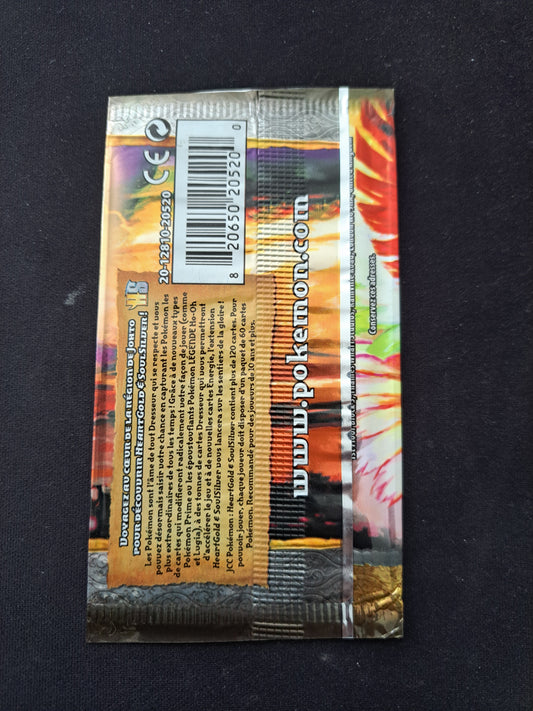 Voyagez au cœur de la région de Johto
pour découvrir HeartGold & SoulSilver !
HS
Les Pokémon sont l'âme de tout Dresseur qui se respecte et vous
pouvez désormais saisir votre chance en capturant les Pokémon les
plus extraordinaires de tous les temps ! Grâce à de nouveaux types
de cartes qui modifieront radicalement votre façon de jouer (comme
Pokémon Prime ou les époustouflants Pokémon LÉGENDE Ho-Oh
et Lugia), à des tonnes de cartes Dresseur qui vous permettront
d'accélérer le jeu et à de nouvelles cartes Énergie, l'extension
HeartGold & SoulSilver vous lancera sur les sentiers de la gloire !
JCC Pokémon : HeartGold & SoulSilver contient plus de 120 cartes. Pour
pouvoir jouer, chaque joueur doit disposer d'un paquet de 60 cartes
Pokémon. Recommandé pour des joueurs de 10 ans et plus.
CE
20-12810-20520
8 20650 20520 0
www.pokemon.com
Conservez ces adresses.